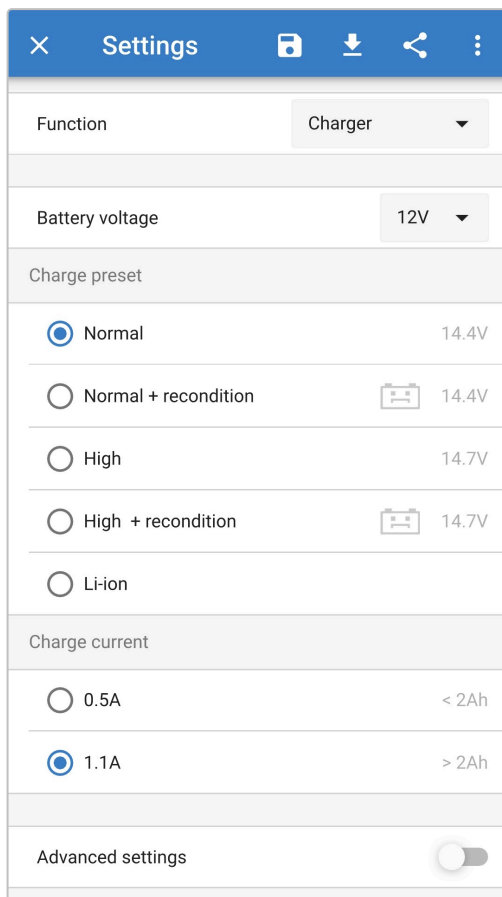 Settings
Function Charger
Battery voltage 12V
Charge preset
Normal 14.4V
Normal + recondition 14.4V
High 14.7V
High + recondition 14.7V
Li-ion
Charge current
0.5A < 2Ah
1.1A > 2Ah
Advanced settings